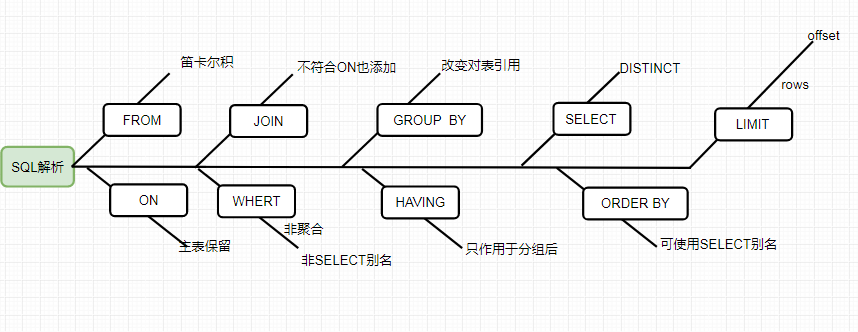 SQL解析
笛卡尔积
FROM
ON
主表保留
不符合ON也添加
JOIN
WHERT
非聚合
非SELECT别名
改变对表引用
GROUP BY
HAVING
只作用于分组后
DISTINCT
SELECT
ORDER BY
可使用SELECT别名
offset
rows
LIMIT